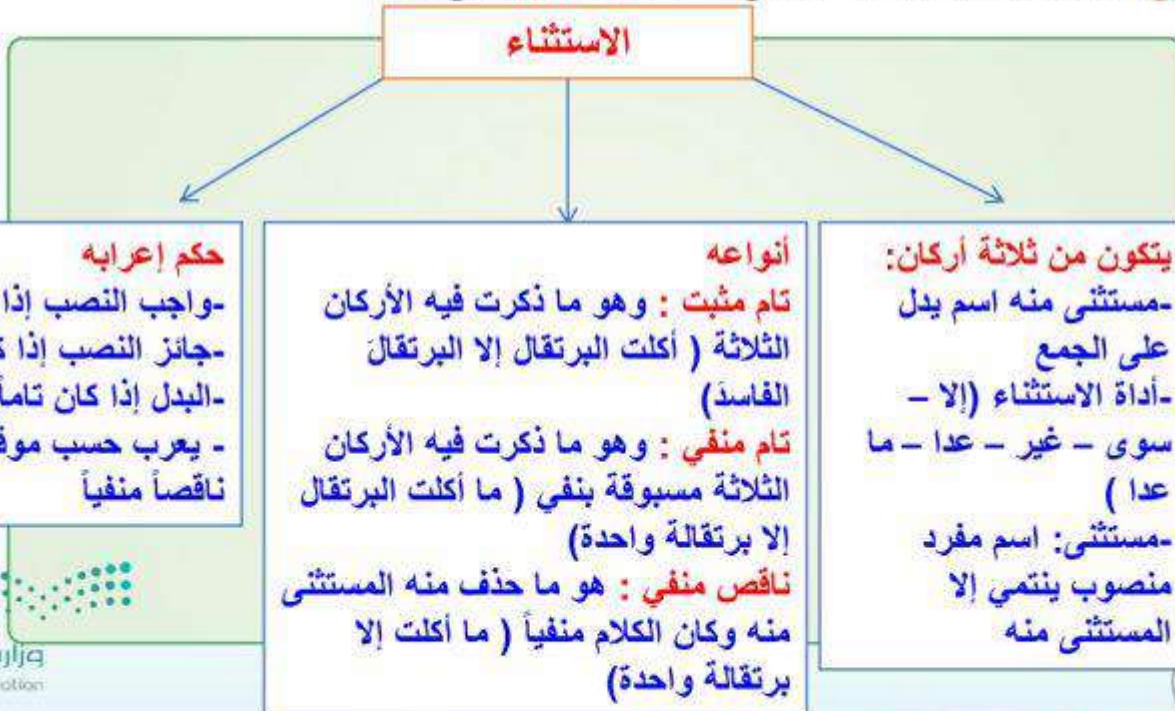 الاستثناء
يتكون من ثلاثة أركان:
-مستثنى منه اسم يدل
على الجمع
-أداة الاستثناء (إلا –
سوى – غير – عدا – ما
عدا )
-مستثنى: اسم مفرد
منصوب ينتمي إلا
المستثنى منه
أنواعه
تام مثبت : وهو ما ذكرت فيه الأركان
الثلاثة ( أكلت البرتقال إلا البرتقالَ
الفاسدَ)
تام منفي : وهو ما ذكرت فيه الأركان
الثلاثة مسبوقة بنفي ( ما أكلت البرتقال
إلا برتقالة واحدة)
ناقص منفي : هو ما حذف منه المستثنى
منه وكان الكلام منفياً ( ما أكلت إلا
برتقالة واحدة)
حكم إعرابه
-واجب النصب إذا
-جائز النصب إذا
-البدل إذا كان تاماً
- يعرب حسب
ناقصاً منفياً